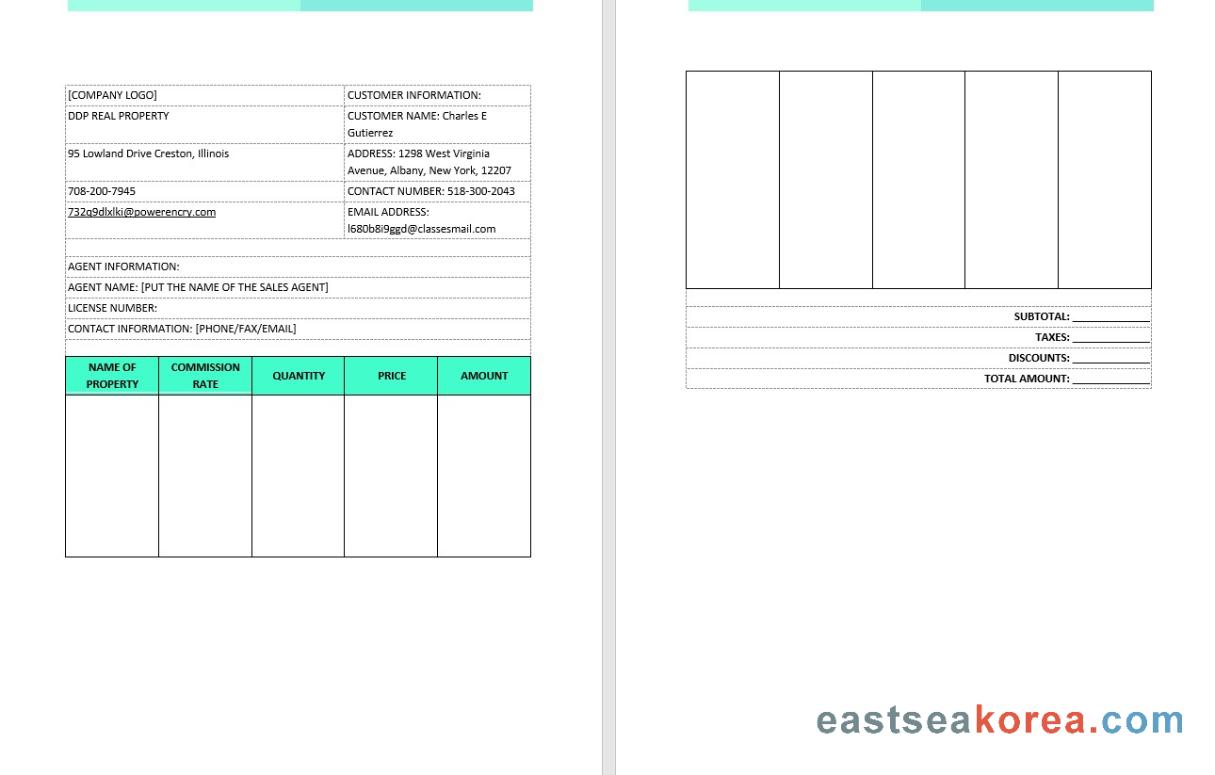 [COMPANY LOGO]
CUSTOMER INFORMATION:
DDP REAL PROPERTY
CUSTOMER NAME: Charles E
Gutierrez
95 Lowland Drive Creston, Illinois
ADDRESS: 1298 West Virginia
Avenue, Albany, New York, 12207
708-200-7945
CONTACT NUMBER: 518-300-2043
732q9dlxlki@powerencry.com
EMAIL ADDRESS:
l680b8i9ggd@classesmail.com
AGENT INFORMATION:
AGENT NAME: [PUT THE NAME OF THE SALES AGENT]
LICENSE NUMBER:
CONTACT INFORMATION: [PHONE/FAX/EMAIL]
NAME OF
PROPERTY
COMMISSION
RATE
QUANTITY
PRICE
AMOUNT
SUBTOTAL: ____________
TAXES: ____________
DISCOUNTS: ____________
TOTAL AMOUNT: ____________
eastseakorea.com